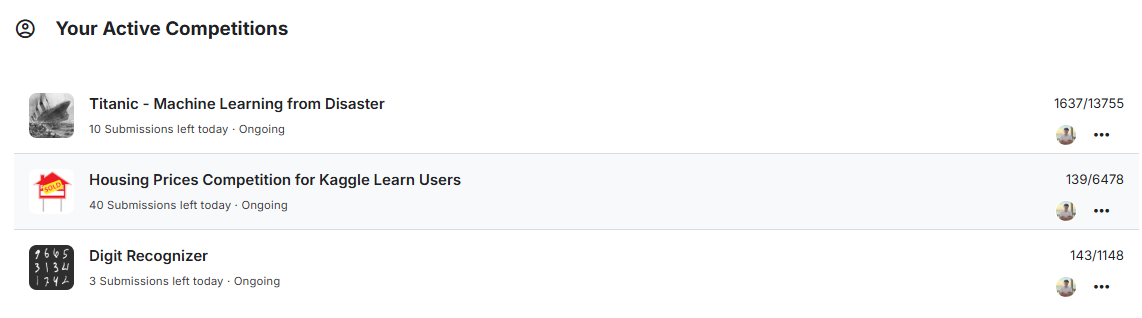 Your Active Competitions
Titanic - Machine Learning from Disaster
1637/13755
10 Submissions left today · Ongoing
SOLD
Housing Prices Competition for Kaggle Learn Users
139/6478
40 Submissions left today · Ongoing
Digit Recognizer
143/1148
3 Submissions left today · Ongoing